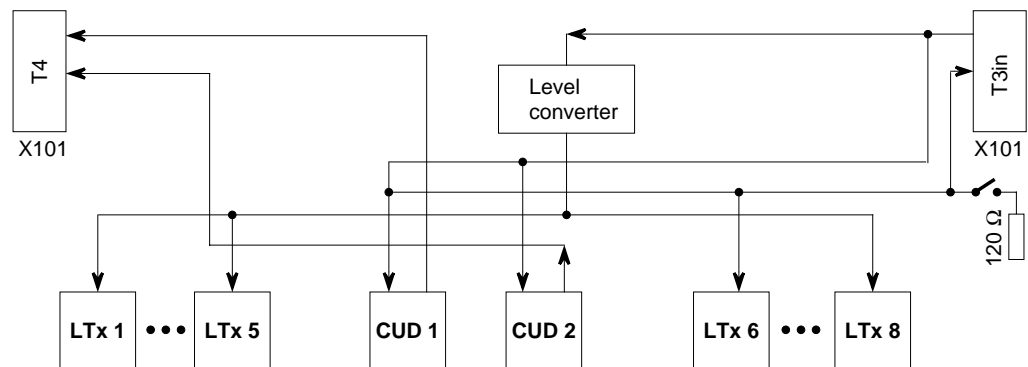 T4
X101
Level
converter
T3in
X101
120 Ω
LTx 1
LTx 5
CUD 1
CUD 2
LTx 6
LTx 8